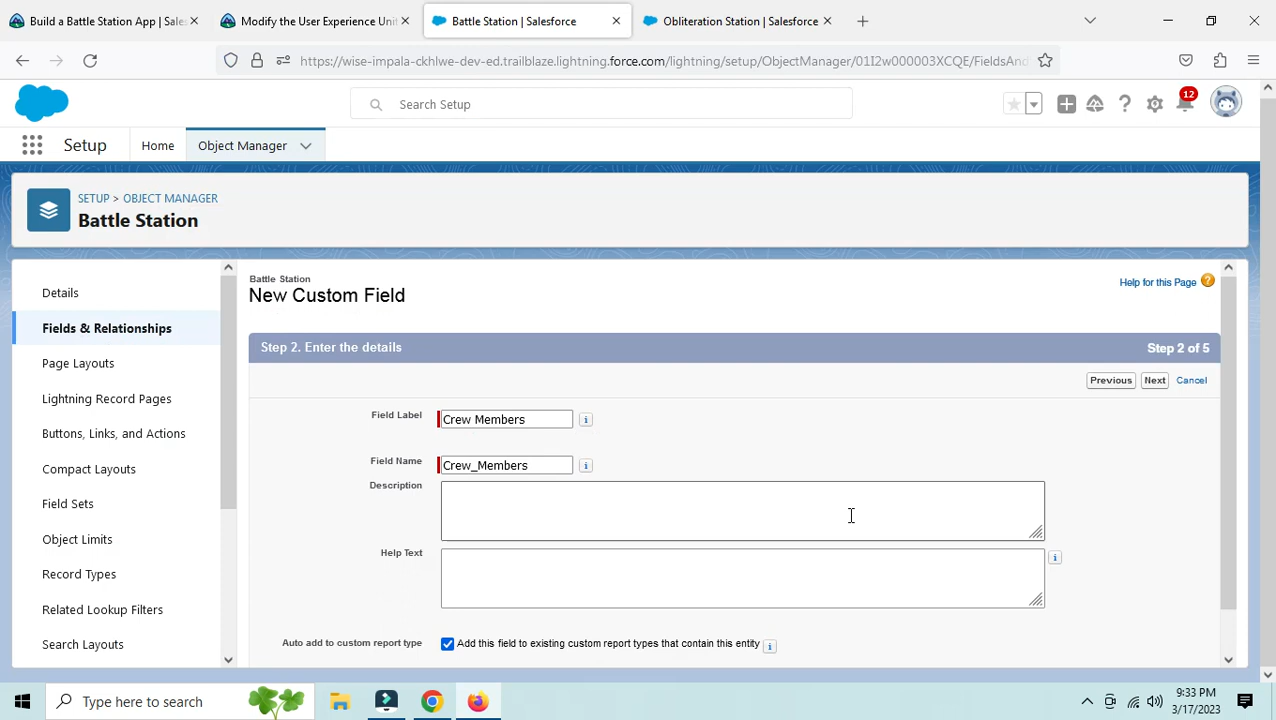 Build a Battle Station App | Sales
Modify the User Experience Unit
Battle Station | Salesforce
Obliteration Station | Salesforce
https://wise-impala-ckhlwe-dev-ed.trailblaze.lightning.force.com/lightning/setup/ObjectManager/01I2w000003XCQE/FieldsAnd
Search Setup
12
Setup
Home
Object Manager
SETUP > OBJECT MANAGER
Battle Station
Details
Fields & Relationships
Page Layouts
Lightning Record Pages
Buttons, Links, and Actions
Compact Layouts
Field Sets
Object Limits
Record Types
Related Lookup Filters
Search Layouts
Battle Station
New Custom Field
Help for this Page
Step 2. Enter the details
Step 2 of 5
Previous
Next
Cancel
Field Label
Crew Members
Field Name
Crew_Members
Description
Help Text
Auto add to custom report type
Add this field to existing custom report types that contain this entity
Type here to search
9:33 PM
3/17/2023